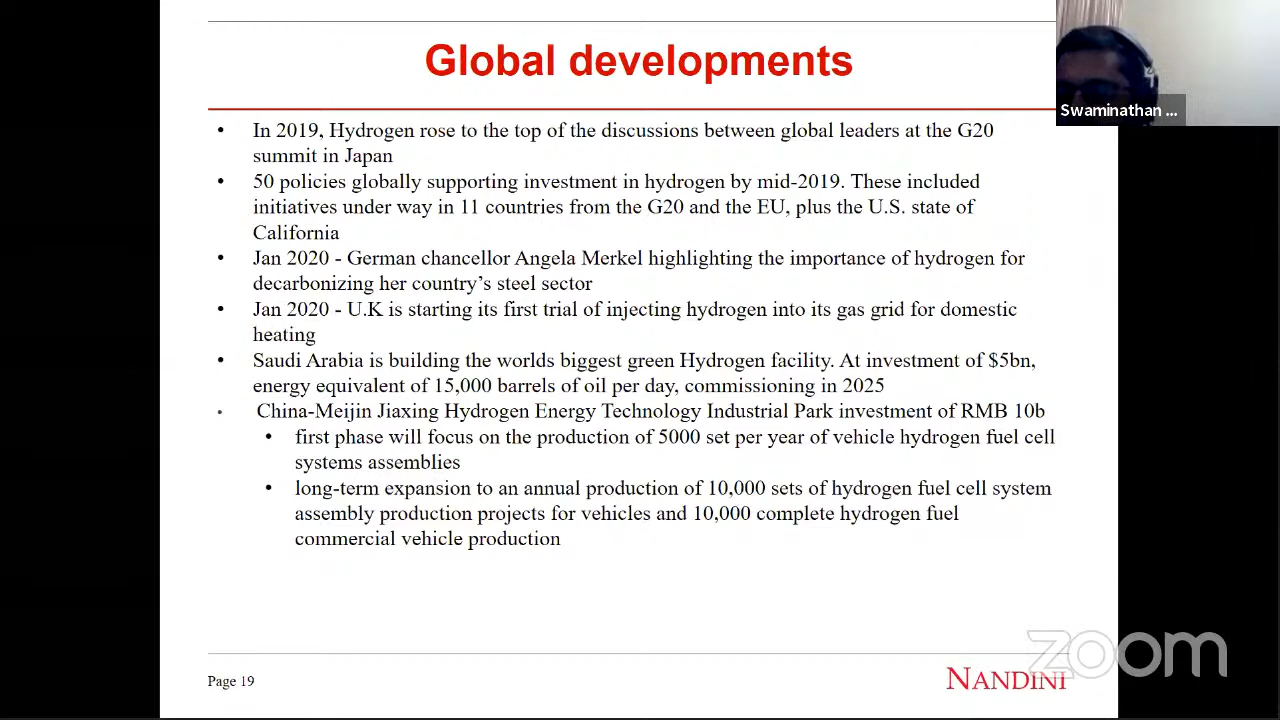 Global developments
Swaminathan ...
• In 2019, Hydrogen rose to the top of the discussions between global leaders at the G20
summit in Japan
• 50 policies globally supporting investment in hydrogen by mid-2019. These included
initiatives under way in 11 countries from the G20 and the EU, plus the U.S. state of
California
• Jan 2020 - German chancellor Angela Merkel highlighting the importance of hydrogen for
decarbonizing her country’s steel sector
• Jan 2020 - U.K is starting its first trial of injecting hydrogen into its gas grid for domestic
heating
• Saudi Arabia is building the worlds biggest green Hydrogen facility. At investment of $5bn,
energy equivalent of 15,000 barrels of oil per day, commissioning in 2025
• China-Meijin Jiaxing Hydrogen Energy Technology Industrial Park investment of RMB 10b
• first phase will focus on the production of 5000 set per year of vehicle hydrogen fuel cell
systems assemblies
• long-term expansion to an annual production of 10,000 sets of hydrogen fuel cell system
assembly production projects for vehicles and 10,000 complete hydrogen fuel
commercial vehicle production
zoom
Page 19
NANDINI